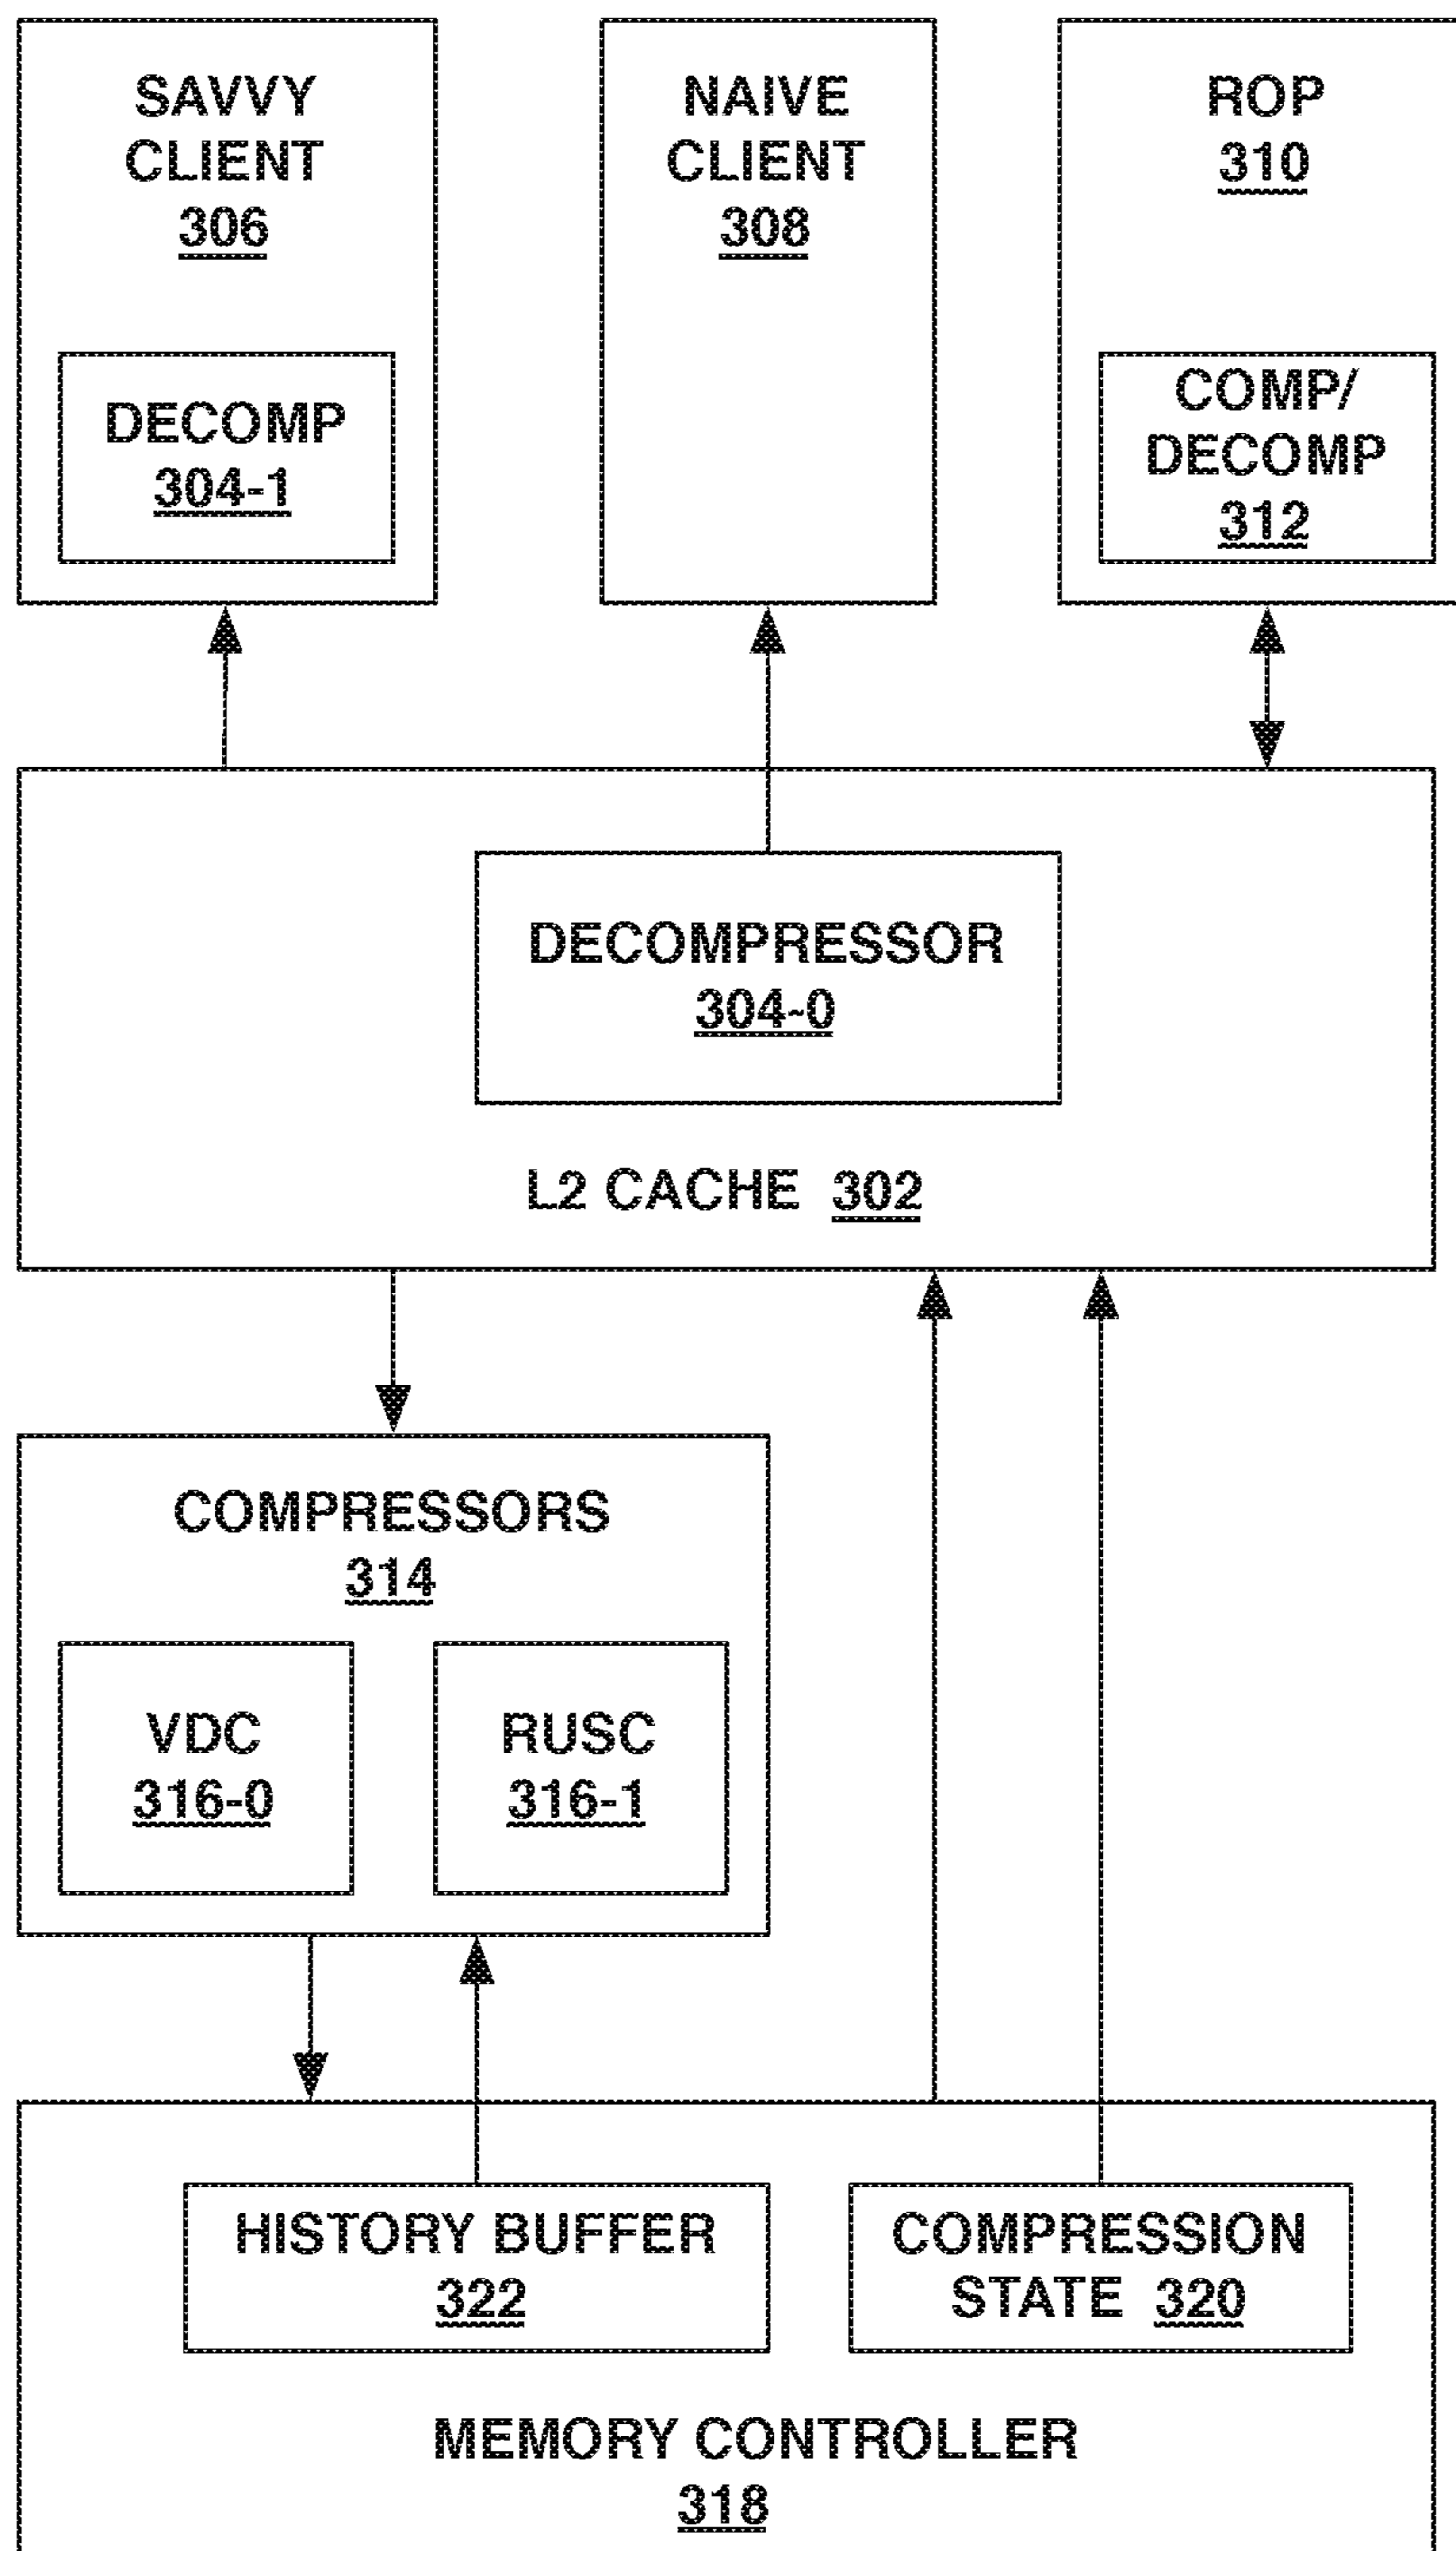 SAVVY
CLIENT
306
DECOMP
304-1
NAIVE
CLIENT
308
ROP
310
COMP/
DECOMP
312
DECOMPRESSOR
304-0
L2 CACHE 302
COMPRESSORS
314
VDC
316-0
RUSC
316-1
HISTORY BUFFER
322
COMPRESSION
STATE 320
MEMORY CONTROLLER
318